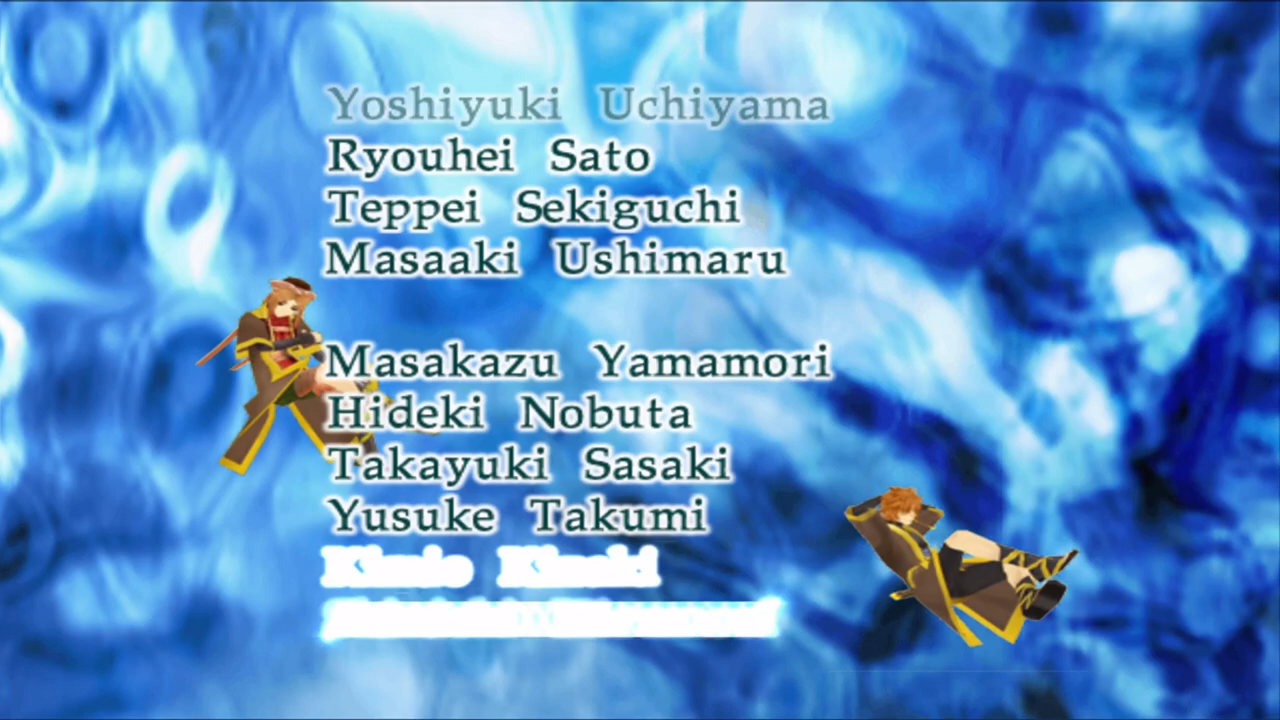 Yoshiyuki Uchiyama
Ryouhei Sato
Teppei Sekiguchi
Masaaki Ushimaru
Masakazu Yamamori
Hideki Nobuta
Takayuki Sasaki
Yusuke Takumi